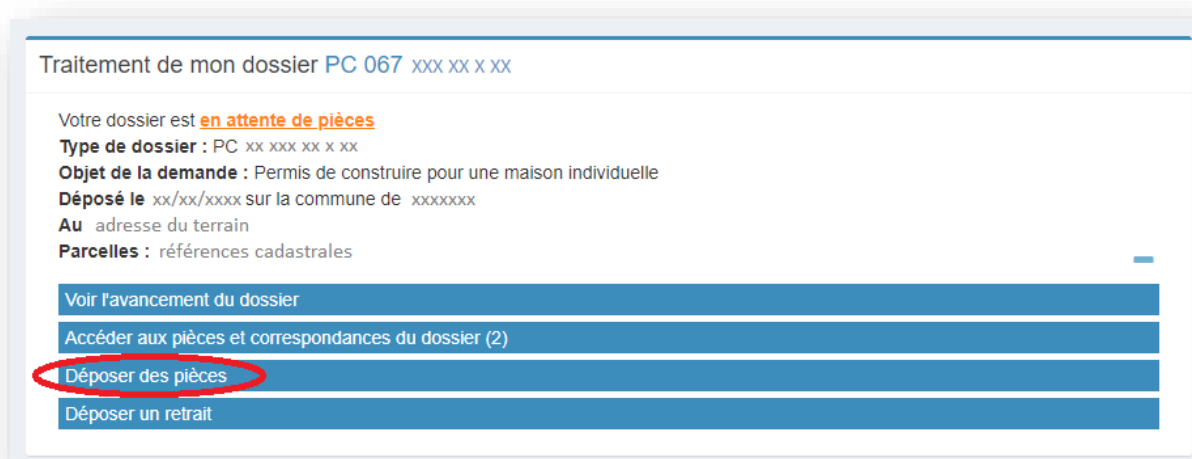 Traitement de mon dossier PC 067 xxx xx x xx
Votre dossier est en attente de pièces
Type de dossier : PC xx xxx xx x xx
Objet de la demande : Permis de construire pour une maison individuelle
Déposé le xx/xx/xxxx sur la commune de xxxxxxx
Au adresse du terrain
Parcelles : références cadastrales
Voir l'avancement du dossier
Accéder aux pièces et correspondances du dossier (2)
Déposer des pièces
Déposer un retrait